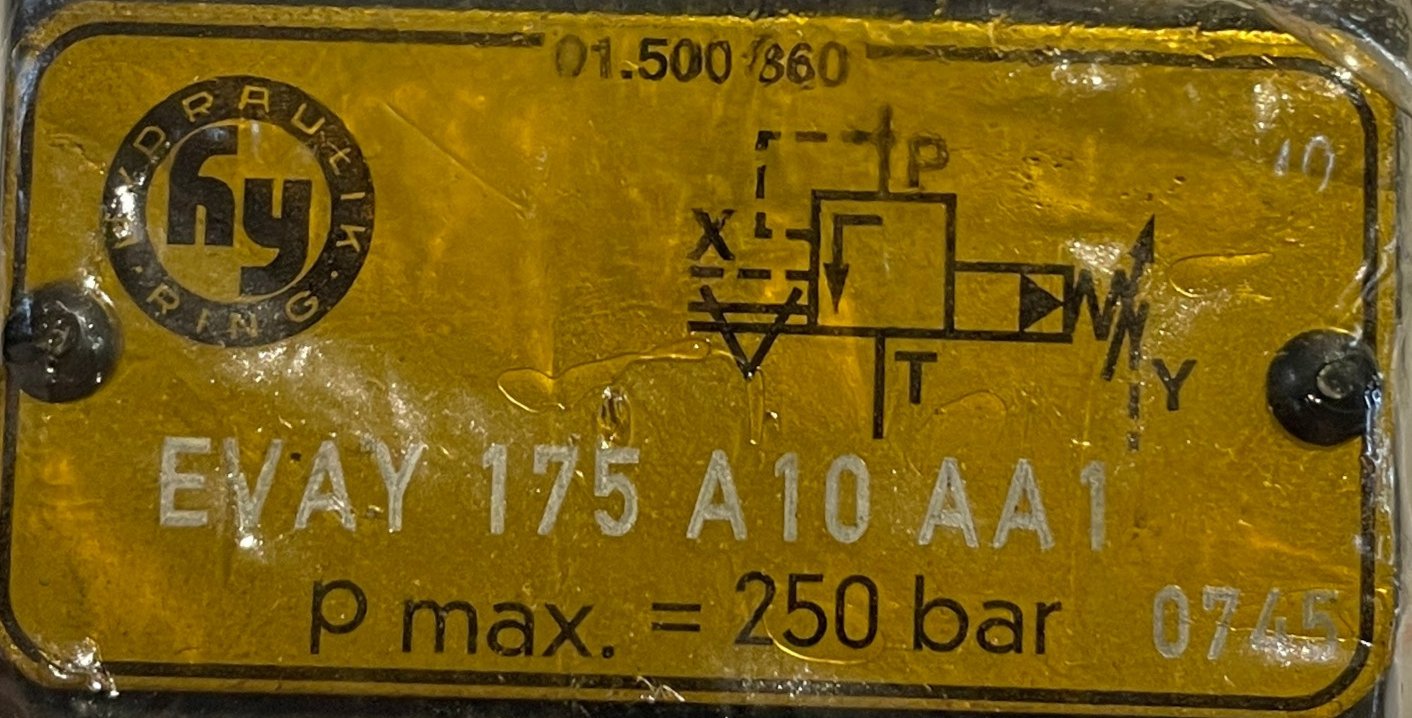 01.500 860
HYDRAULIK · RING ·
hy
10
P
X
T
Y
EVAY 175 A10 AA1
p max. = 250 bar
0745